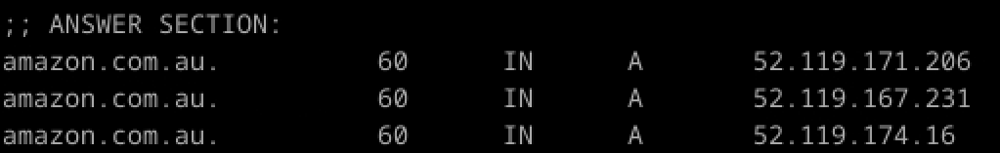 ;; ANSWER SECTION:
amazon.com.au. 60 IN A 52.119.171.206
amazon.com.au. 60 IN A 52.119.167.231
amazon.com.au. 60 IN A 52.119.174.16